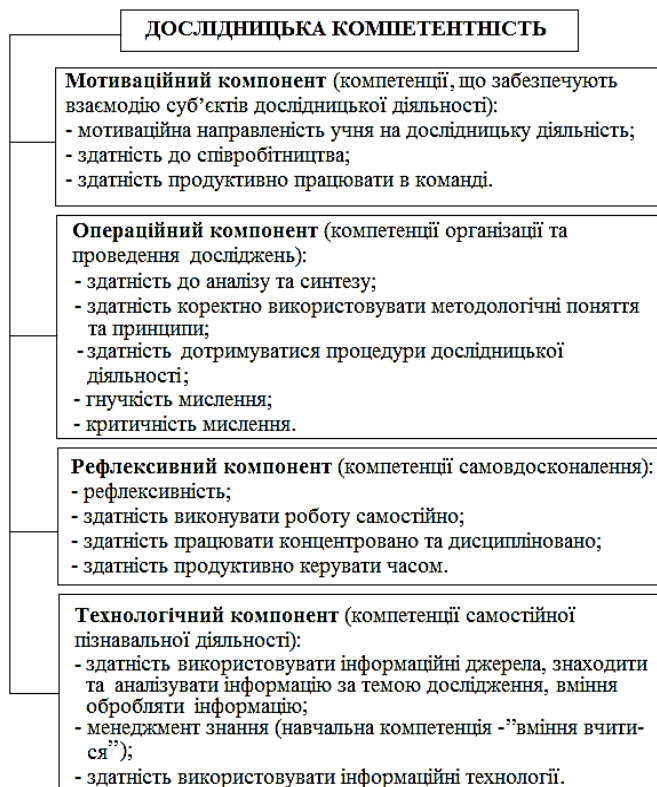 ДОСЛІДНИЦЬКА КОМПЕТЕНТНІСТЬ
Мотиваційний компонент (компетенції, що забезпечують
взаємодію суб’єктів дослідницької діяльності):
- мотиваційна направленість учня на дослідницьку діяльність;
- здатність до співробітництва;
- здатність продуктивно працювати в команді.
Операційний компонент (компетенції організації та
проведення досліджень):
- здатність до аналізу та синтезу;
- здатність коректно використовувати методологічні поняття
та принципи;
- здатність дотримуватися процедури дослідницької
діяльності;
- гнучкість мислення;
- критичність мислення.
Рефлексивний компонент (компетенції самовдосконалення):
- рефлексивність;
- здатність виконувати роботу самостійно;
- здатність працювати концентровано та дисципліновано;
- здатність продуктивно керувати часом.
Технологічний компонент (компетенції самостійної
пізнавальної діяльності):
- здатність використовувати інформаційні джерела, знаходити
та аналізувати інформацію за темою дослідження, вміння
обробляти інформацію;
- менеджмент знання (навчальна компетенція -”вміння вчити-
ся”);
- здатність використовувати інформаційні технології.